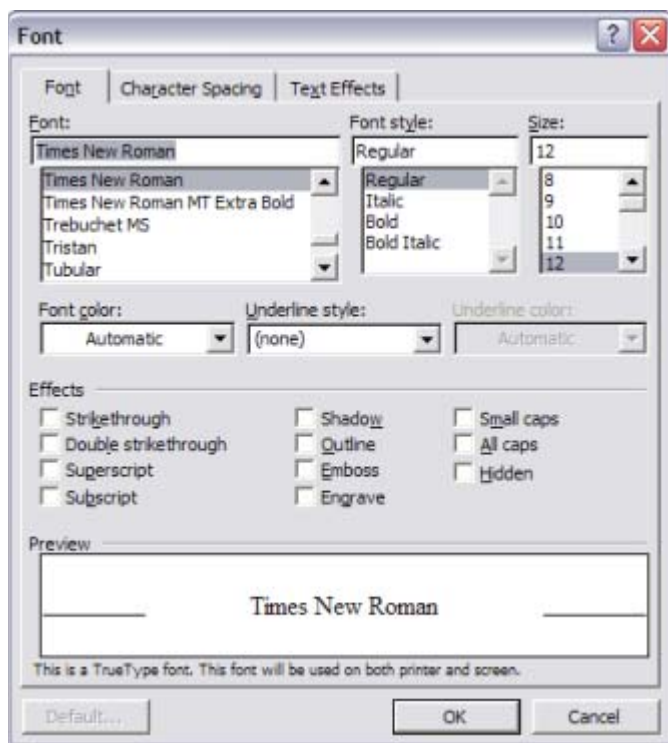 Font
Font Character Spacing Text Effects
Font: Font style: Size:
Times New Roman Regular 12
Times New Roman Regular 8
Times New Roman MT Extra Bold Italic 9
Trebuchet MS Bold 10
Tristan Bold Italic 11
Tubular 12
Font color: Underline style: Underline color:
Automatic (none) Automatic
Effects
Strikethrough Shadow Small caps
Double strikethrough Outline All caps
Superscript Emboss Hidden
Subscript Engrave
Preview
Times New Roman
This is a TrueType font. This font will be used on both printer and screen.
Default... OK Cancel